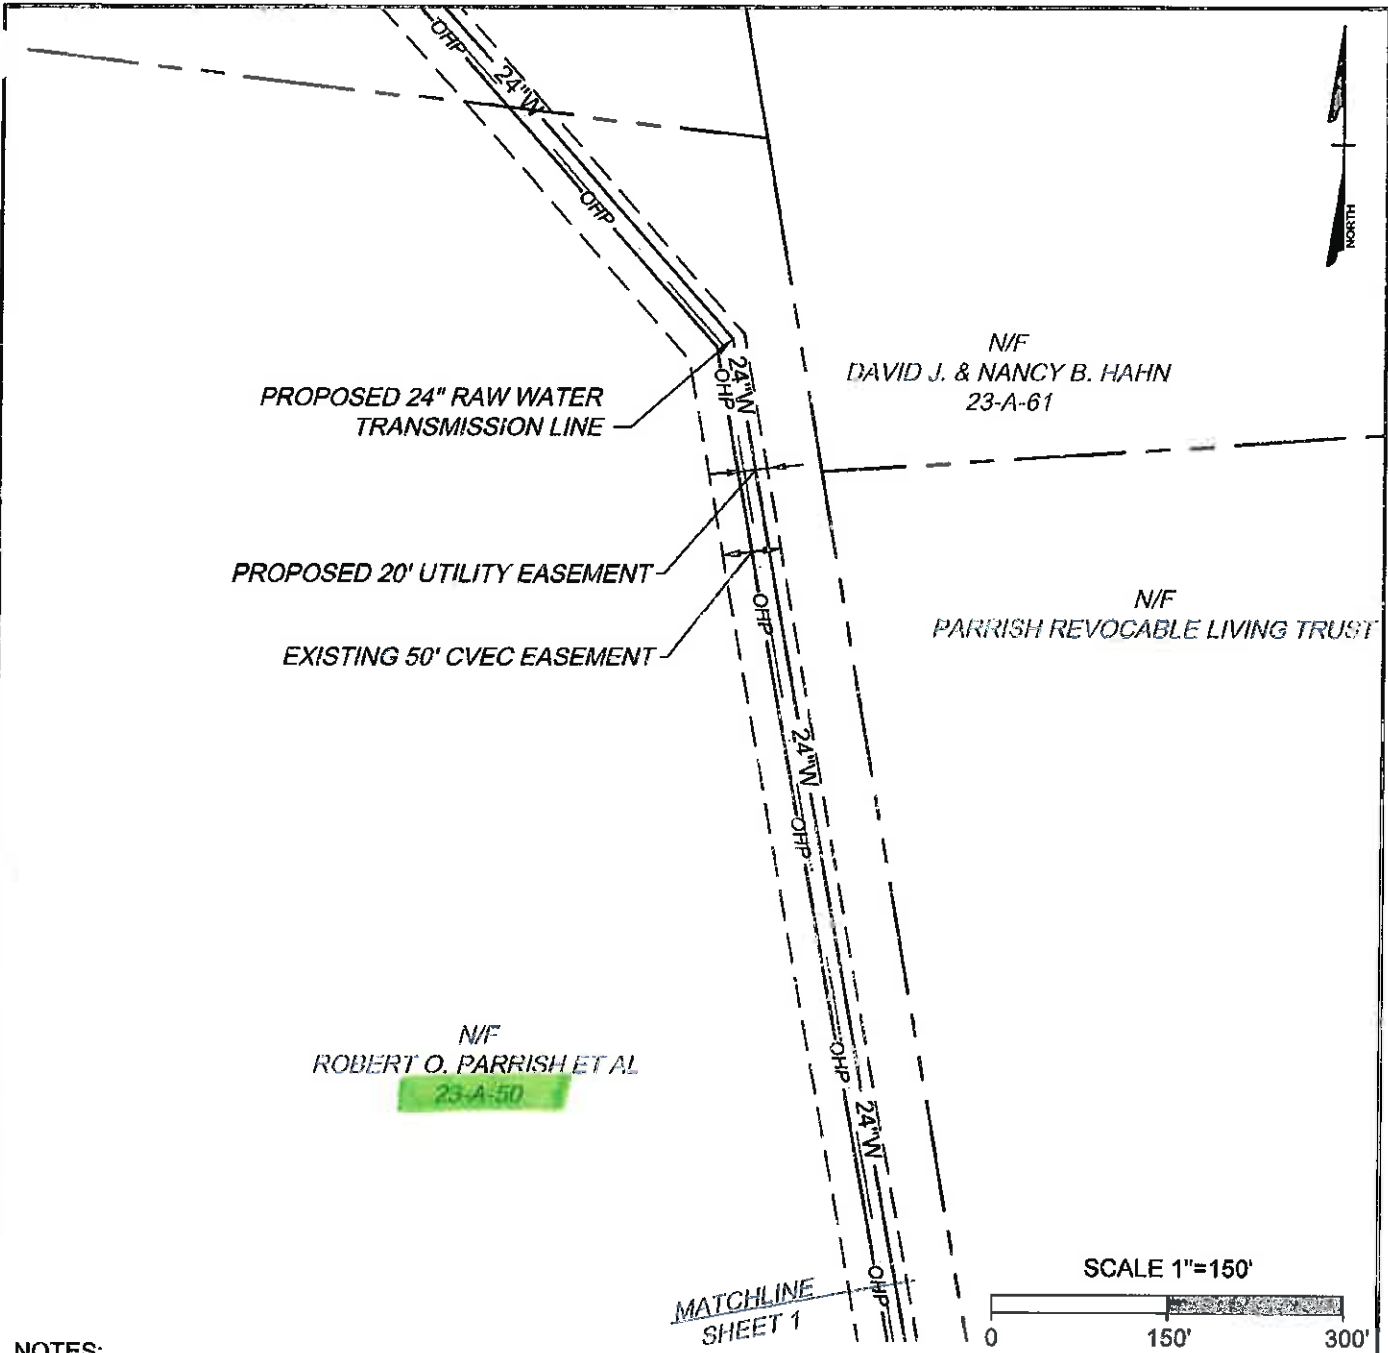 OHP
24"W
OHP
NORTH
N/F
DAVID J. & NANCY B. HAHN
23-A-61
24"W
OHP
PROPOSED 24" RAW WATER
TRANSMISSION LINE
PROPOSED 20' UTILITY EASEMENT
OHP
N/F
PARRISH REVOCABLE LIVING TRUST
EXISTING 50' CVEC EASEMENT
24"W
OHP
N/F
ROBERT O. PARRISH ET AL
23-A-50
OHP
24"W
OHP
MATCHLINE
SHEET 1
SCALE 1"=150'
0 150' 300'
NOTES: